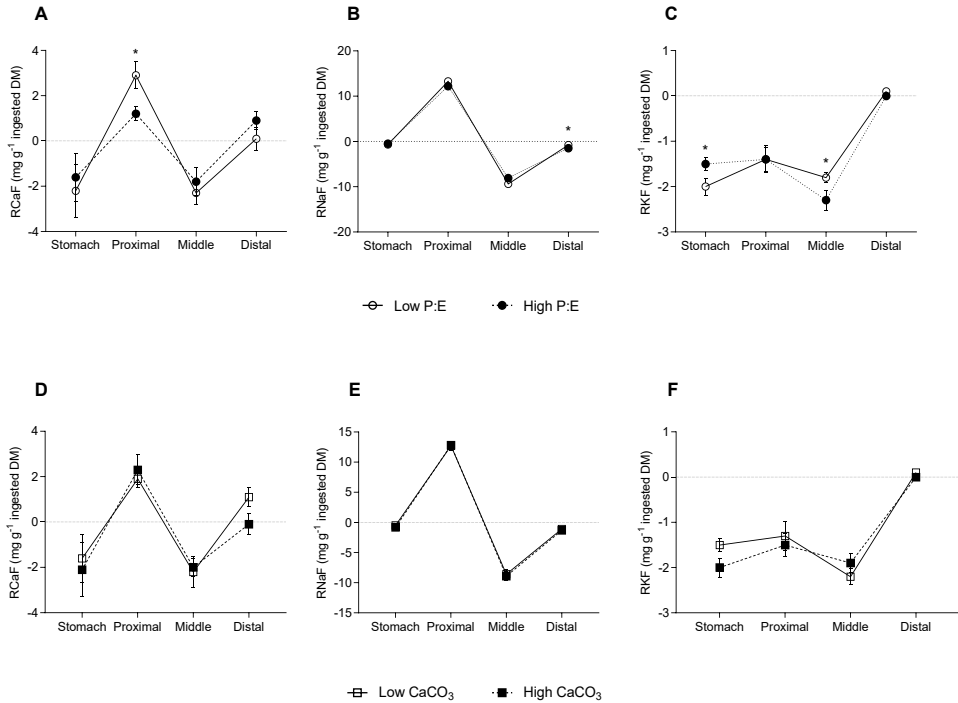 A
B
C
RCaF (mg g⁻¹ ingested DM)
4
2
0
-2
-4
*
Stomach Proximal Middle Distal
RNaF (mg g⁻¹ ingested DM)
20
10
0
-10
-20
*
Stomach Proximal Middle Distal
RKF (mg g⁻¹ ingested DM)
1
0
-1
-2
-3
*
*
Stomach Proximal Middle Distal
Low P:E High P:E
D
E
F
RCaF (mg g⁻¹ ingested DM)
4
2
0
-2
-4
Stomach Proximal Middle Distal
RNaF (mg g⁻¹ ingested DM)
15
10
5
0
-5
-10
-15
Stomach Proximal Middle Distal
RKF (mg g⁻¹ ingested DM)
1
0
-1
-2
-3
Stomach Proximal Middle Distal
Low CaCO₃ High CaCO₃